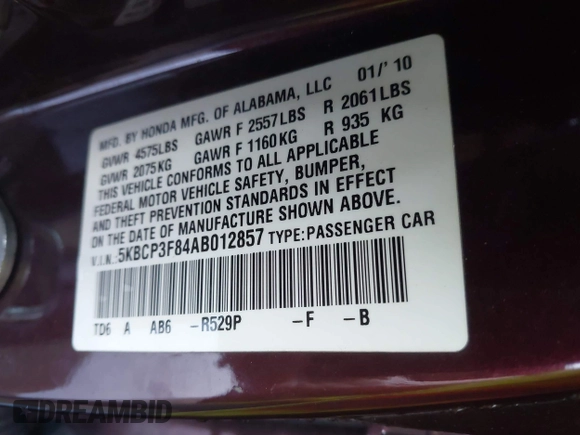 MFD. BY HONDA MFG. OF ALABAMA, LLC 01/' 10
GVWR 4575LBS GAWR F 2557LBS R 2061LBS
GVWR 2075KG GAWR F 1160KG R 935 KG
THIS VEHICLE CONFORMS TO ALL APPLICABLE
FEDERAL MOTOR VEHICLE SAFETY, BUMPER,
AND THEFT PREVENTION STANDARDS IN EFFECT
ON THE DATE OF MANUFACTURE SHOWN ABOVE.
V.I.N.: 5KBCP3F84AB012857 TYPE: PASSENGER CAR
TD6 A AB6 -R529P -F -B
DREAMBID